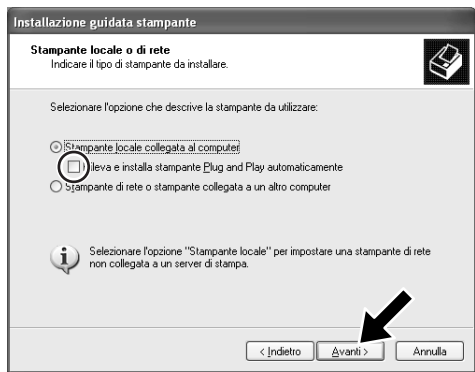 Installazione guidata stampante
Stampante locale o di rete
Indicare il tipo di stampante da installare.
Selezionare l'opzione che descrive la stampante da utilizzare:
Stampante locale collegata al computer
Rileva e installa stampante Plug and Play automaticamente
Stampante di rete o stampante collegata a un altro computer
Selezionare l'opzione "Stampante locale" per impostare una stampante di rete
non collegata a un server di stampa.
< Indietro
Avanti >
Annulla